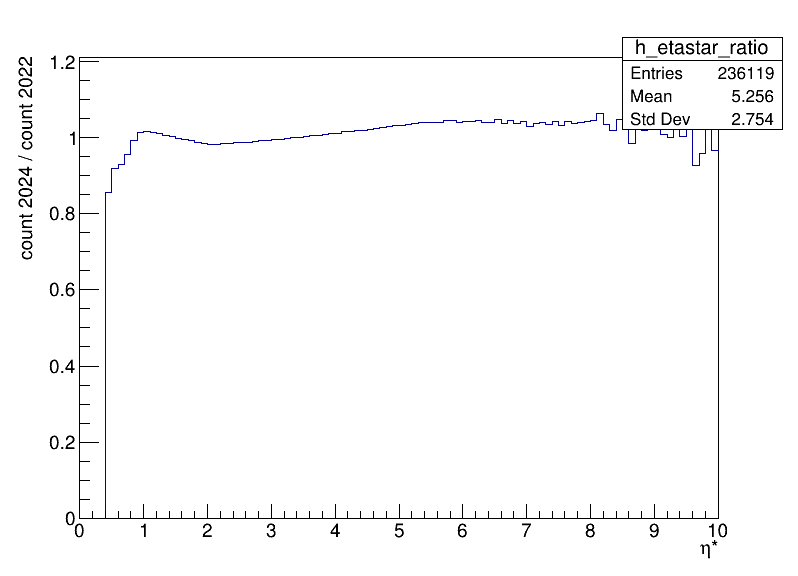 h_etastar_ratio
Entries 236119
Mean 5.256
Std Dev 2.754
count 2024 / count 2022
1.2
1
0.8
0.6
0.4
0.2
0
0 1 2 3 4 5 6 7 8 9 10
η*